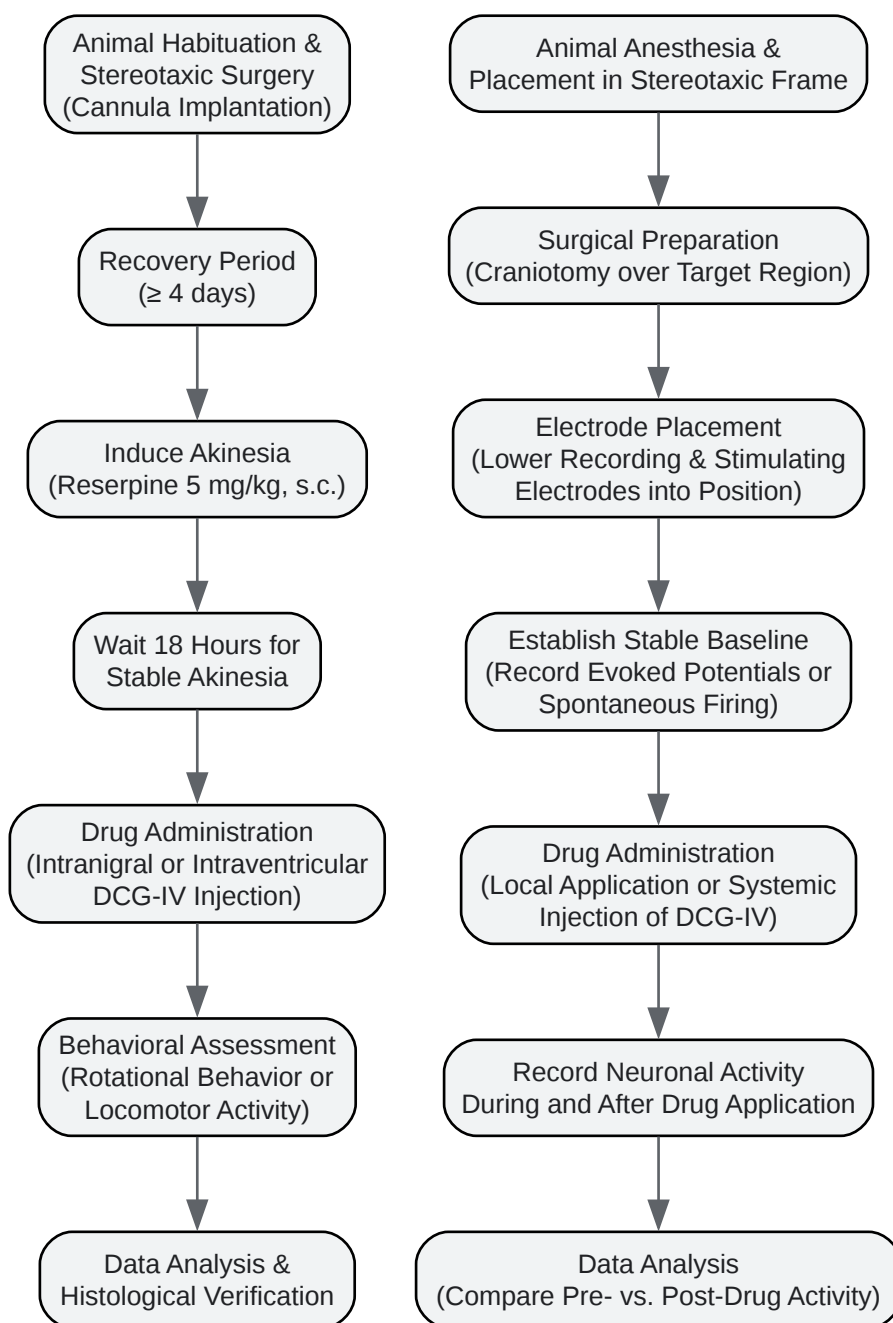 Animal Habituation &
Stereotaxic Surgery
(Cannula Implantation)
Recovery Period
(≥ 4 days)
Induce Akinesia
(Reserpine 5 mg/kg, s.c.)
Wait 18 Hours for
Stable Akinesia
Drug Administration
(Intranigral or Intraventricular
DCG-IV Injection)
Behavioral Assessment
(Rotational Behavior or
Locomotor Activity)
Data Analysis &
Histological Verification
Animal Anesthesia &
Placement in Stereotaxic Frame
Surgical Preparation
(Craniotomy over Target Region)
Electrode Placement
(Lower Recording & Stimulating
Electrodes into Position)
Establish Stable Baseline
(Record Evoked Potentials or
Spontaneous Firing)
Drug Administration
(Local Application or Systemic
Injection of DCG-IV)
Record Neuronal Activity
During and After Drug Application
Data Analysis
(Compare Pre- vs. Post-Drug Activity)